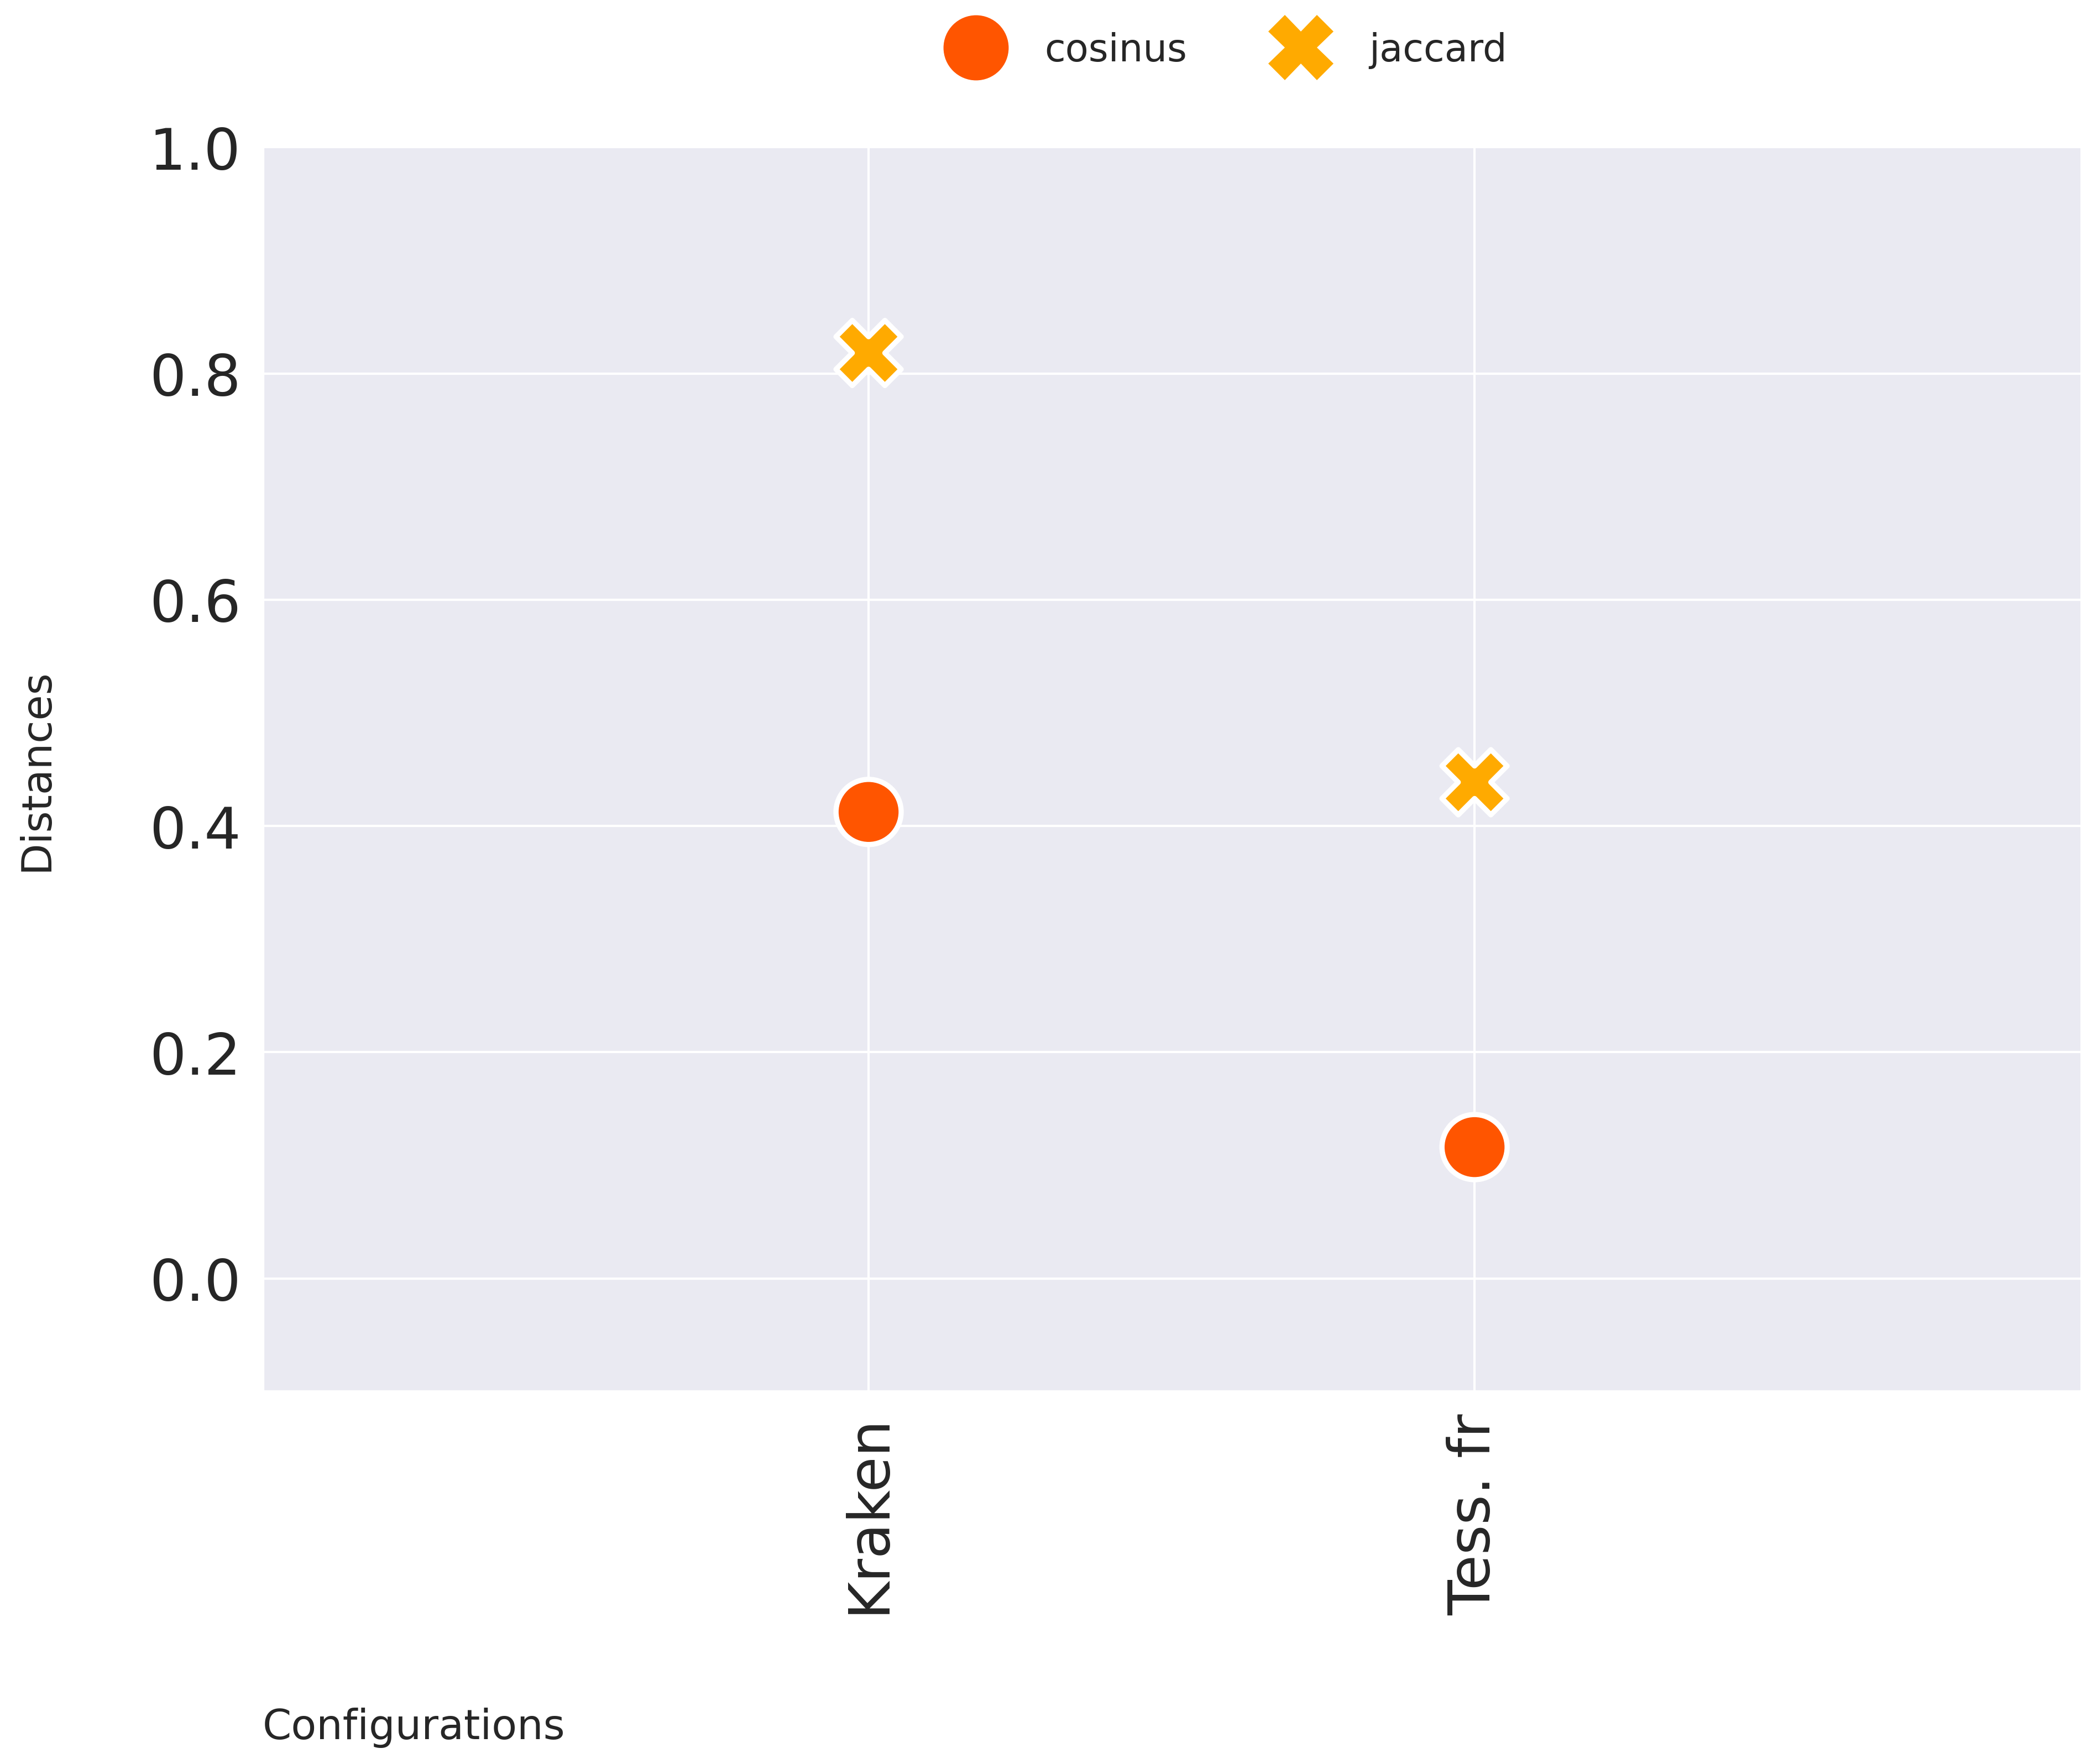 cosinus jaccard
1.0
0.8
0.6
0.4
0.2
0.0
Distances
Kraken
Tess. fr
Configurations